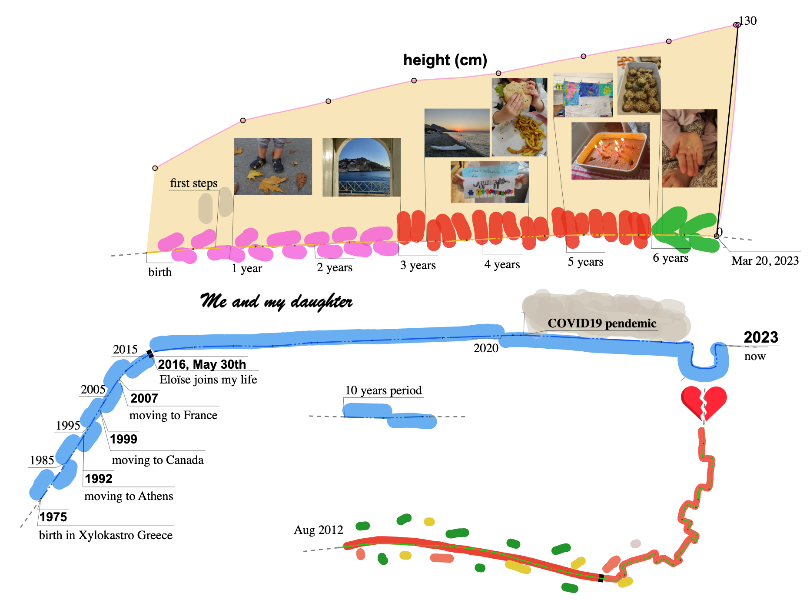 130
height (cm)
first steps
0
birth
1 year
2 years
3 years
4 years
5 years
6 years
Mar 20, 2023
Me and my daughter
COVID19 pendemic
2023
now
2015
2020
2016, May 30th
Eloïse joins my life
2005
2007
moving to France
10 years period
1995
1999
moving to Canada
1985
1992
moving to Athens
1975
birth in Xylokastro Greece
Aug 2012